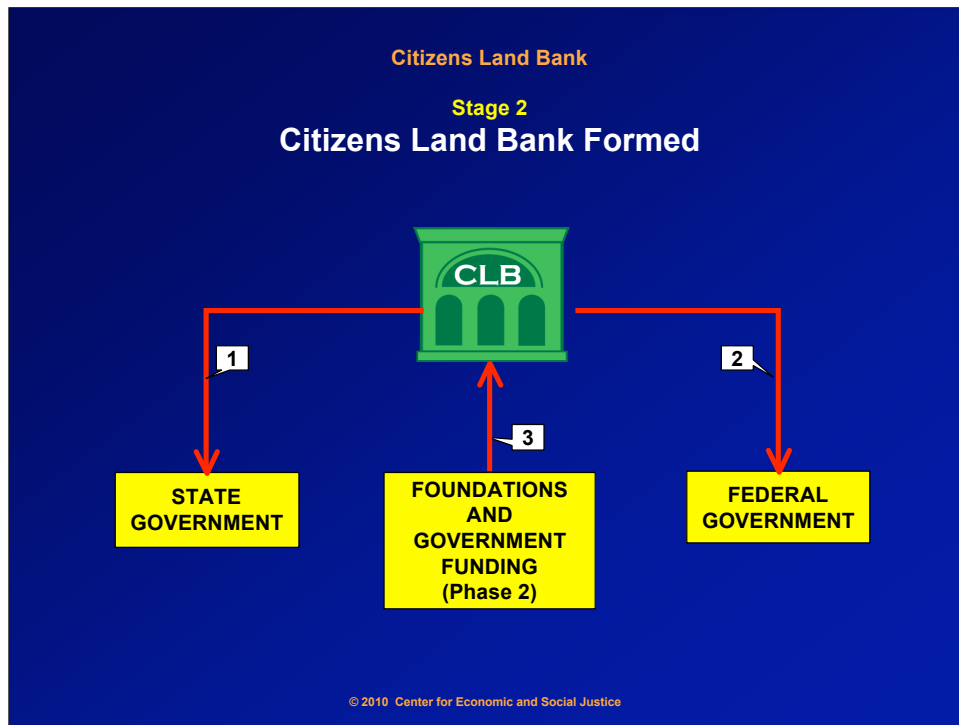 Citizens Land Bank
Stage 2
Citizens Land Bank Formed
CLB
1
2
3
STATE
GOVERNMENT
FOUNDATIONS
AND
GOVERNMENT
FUNDING
(Phase 2)
FEDERAL
GOVERNMENT
© 2010 Center for Economic and Social Justice